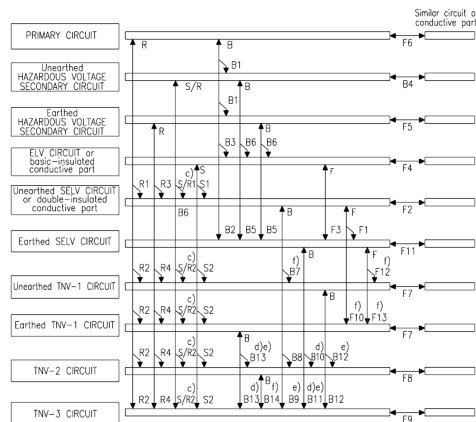 Similar circuit o
conductive part
PRIMARY CIRCUIT
R
B
F6
Unearthed
HAZARDOUS VOLTAGE
SECONDARY CIRCUIT
B1
S/R
B
B4
Earthed
HAZARDOUS VOLTAGE
SECONDARY CIRCUIT
B1
R
B
F5
ELV CIRCUIT or
basic-insulated
conductive part
B3
B6
B6
c)
S
F
F4
Unearthed SELV CIRCUIT
or double-insulated
conductive part
R1
R3
S/R1
S1
B6
B
F
F2
Earthed SELV CIRCUIT
B2
B5
B5
F3
F1
B
F
F11
Unearthed TNV-1 CIRCUIT
R2
R4
c)
S/R2
S2
f)
B7
f)
F12
B
F7
Earthed TNV-1 CIRCUIT
R2
R4
c)
S/R2
S2
f)
F10
f)
F13
B
F7
TNV-2 CIRCUIT
R2
R4
c)
S/R2
S2
d)e)
B13
B8
d)
B10
e)
B12
B
F8
TNV-3 CIRCUIT
R2
R4
c)
S/R2
S2
d)
B13
f)
B14
e)
B9
d)e)
B11
B12
F9